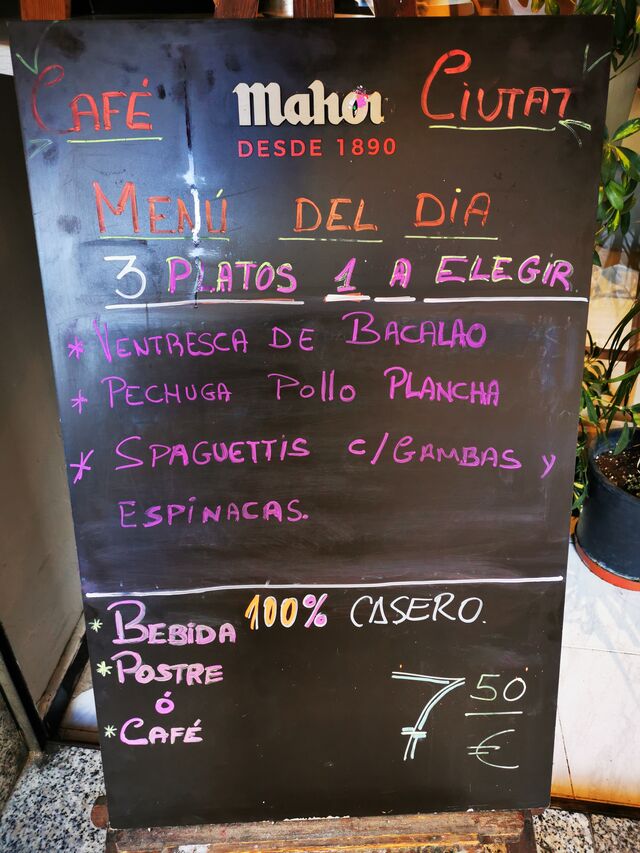 CAFÉ Mahou CIUTAT
DESDE 1890
MENÚ DEL DIA
3 PLATOS 1 A ELEGIR
* VENTRESCA DE BACALAO
* PECHUGA Pollo PLANCHA
* SPAGUETTIS c/GAMBAS y
ESPINACAS.
100% CASERO.
* BEBIDA
* POSTRE
ó
* CAFÉ
7 50 €